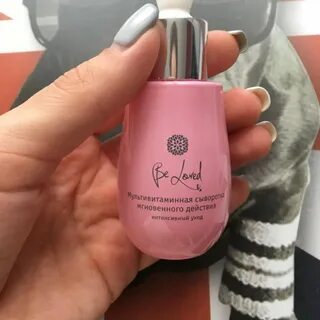 Be Loved
Мультивитаминная сыворотка
мгновенного действия
интенсивный уход